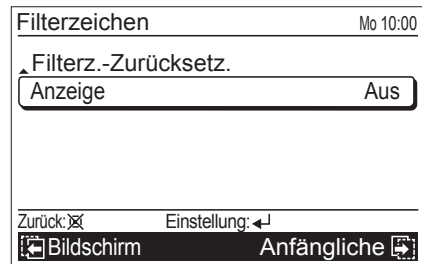 Filterzeichen Mo 10:00
Filterz.-Zurücksetz.
Anzeige Aus
Zurück: Einstellung:
Bildschirm Anfängliche